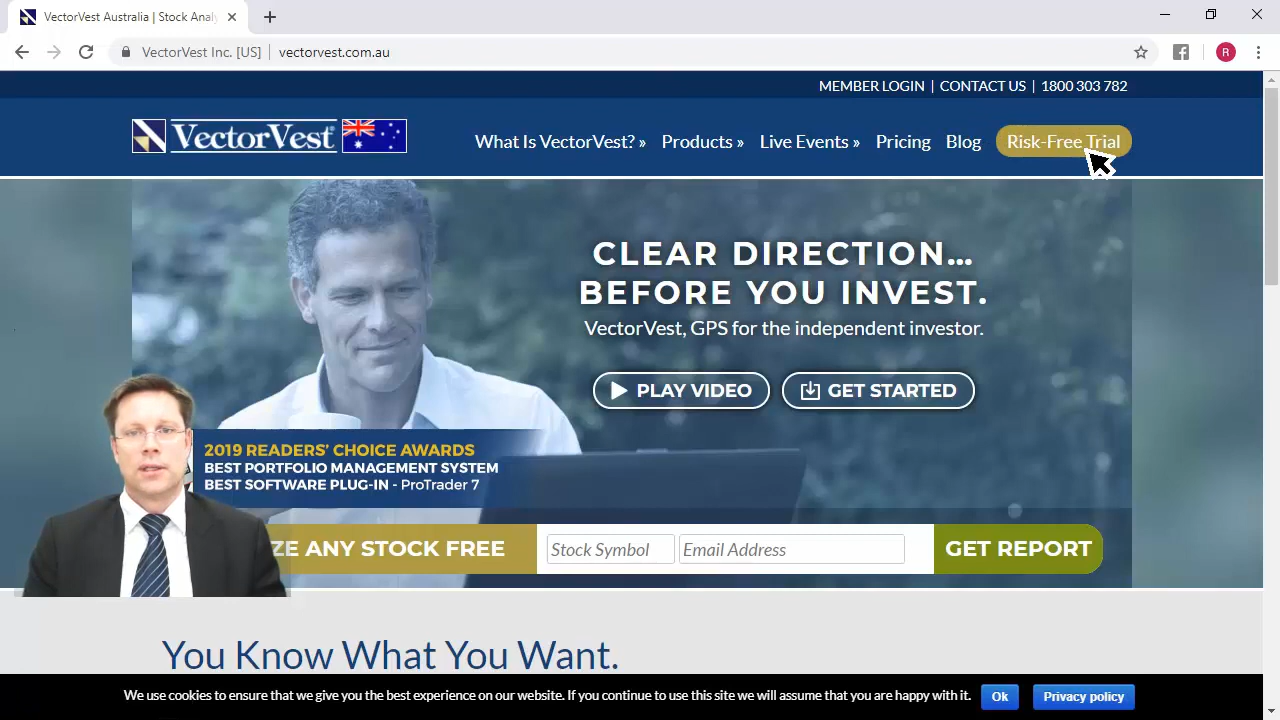 VectorVest Australia | Stock Analy
VectorVest Inc. [US] | vectorvest.com.au
R
MEMBER LOGIN | CONTACT US | 1800 303 782
VectorVest®
What Is VectorVest? » Products » Live Events » Pricing Blog Risk-Free Trial
CLEAR DIRECTION…
BEFORE YOU INVEST.
VectorVest, GPS for the independent investor.
PLAY VIDEO GET STARTED
2019 READERS' CHOICE AWARDS
BEST PORTFOLIO MANAGEMENT SYSTEM
BEST SOFTWARE PLUG-IN - ProTrader 7
ZE ANY STOCK FREE Stock Symbol Email Address GET REPORT
You Know What You Want.
We use cookies to ensure that we give you the best experience on our website. If you continue to use this site we will assume that you are happy with it. Ok Privacy policy